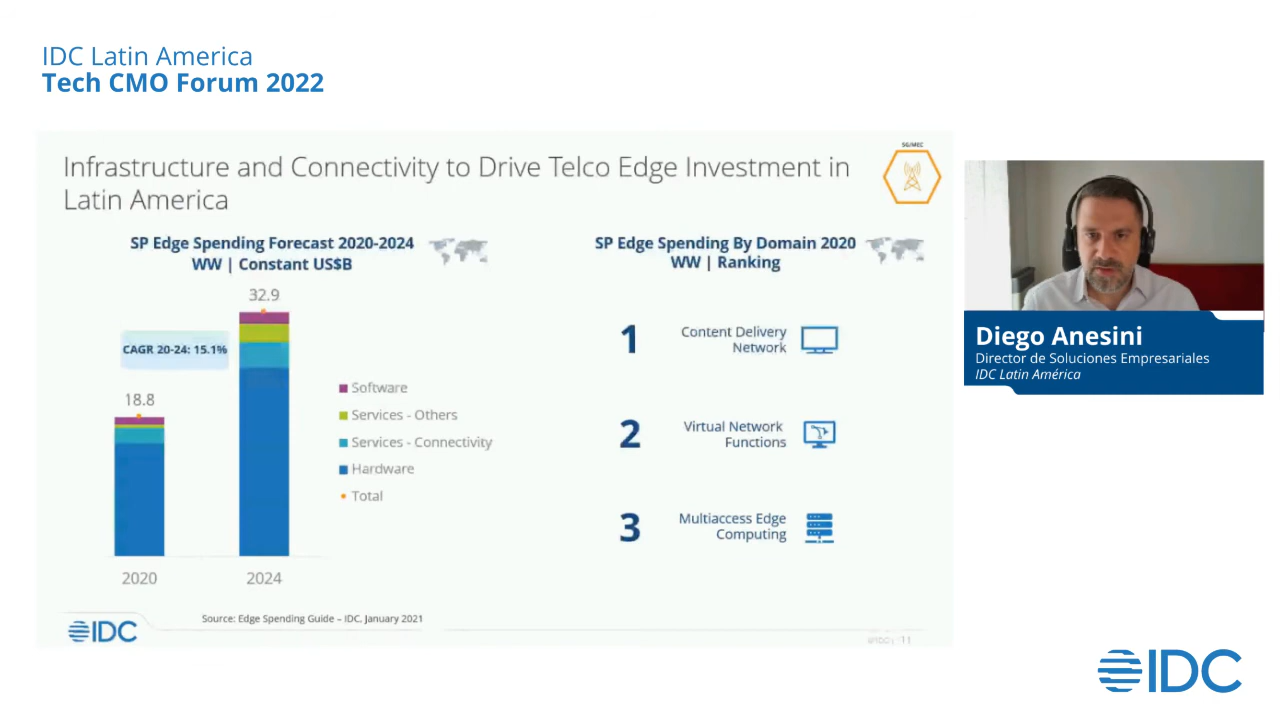 IDC Latin America
Tech CMO Forum 2022
Infrastructure and Connectivity to Drive Telco Edge Investment in
Latin America
5G/MEC
SP Edge Spending Forecast 2020-2024
WW | Constant US$B
32.9
CAGR 20-24: 15.1%
18.8
Software
Services - Others
Services - Connectivity
Hardware
Total
2020
2024
SP Edge Spending By Domain 2020
WW | Ranking
1
Content Delivery
Network
2
Virtual Network
Functions
3
Multiaccess Edge
Computing
Source: Edge Spending Guide – IDC, January 2021
IDC
11
Diego Anesini
Director de Soluciones Empresariales
IDC Latin América
IDC